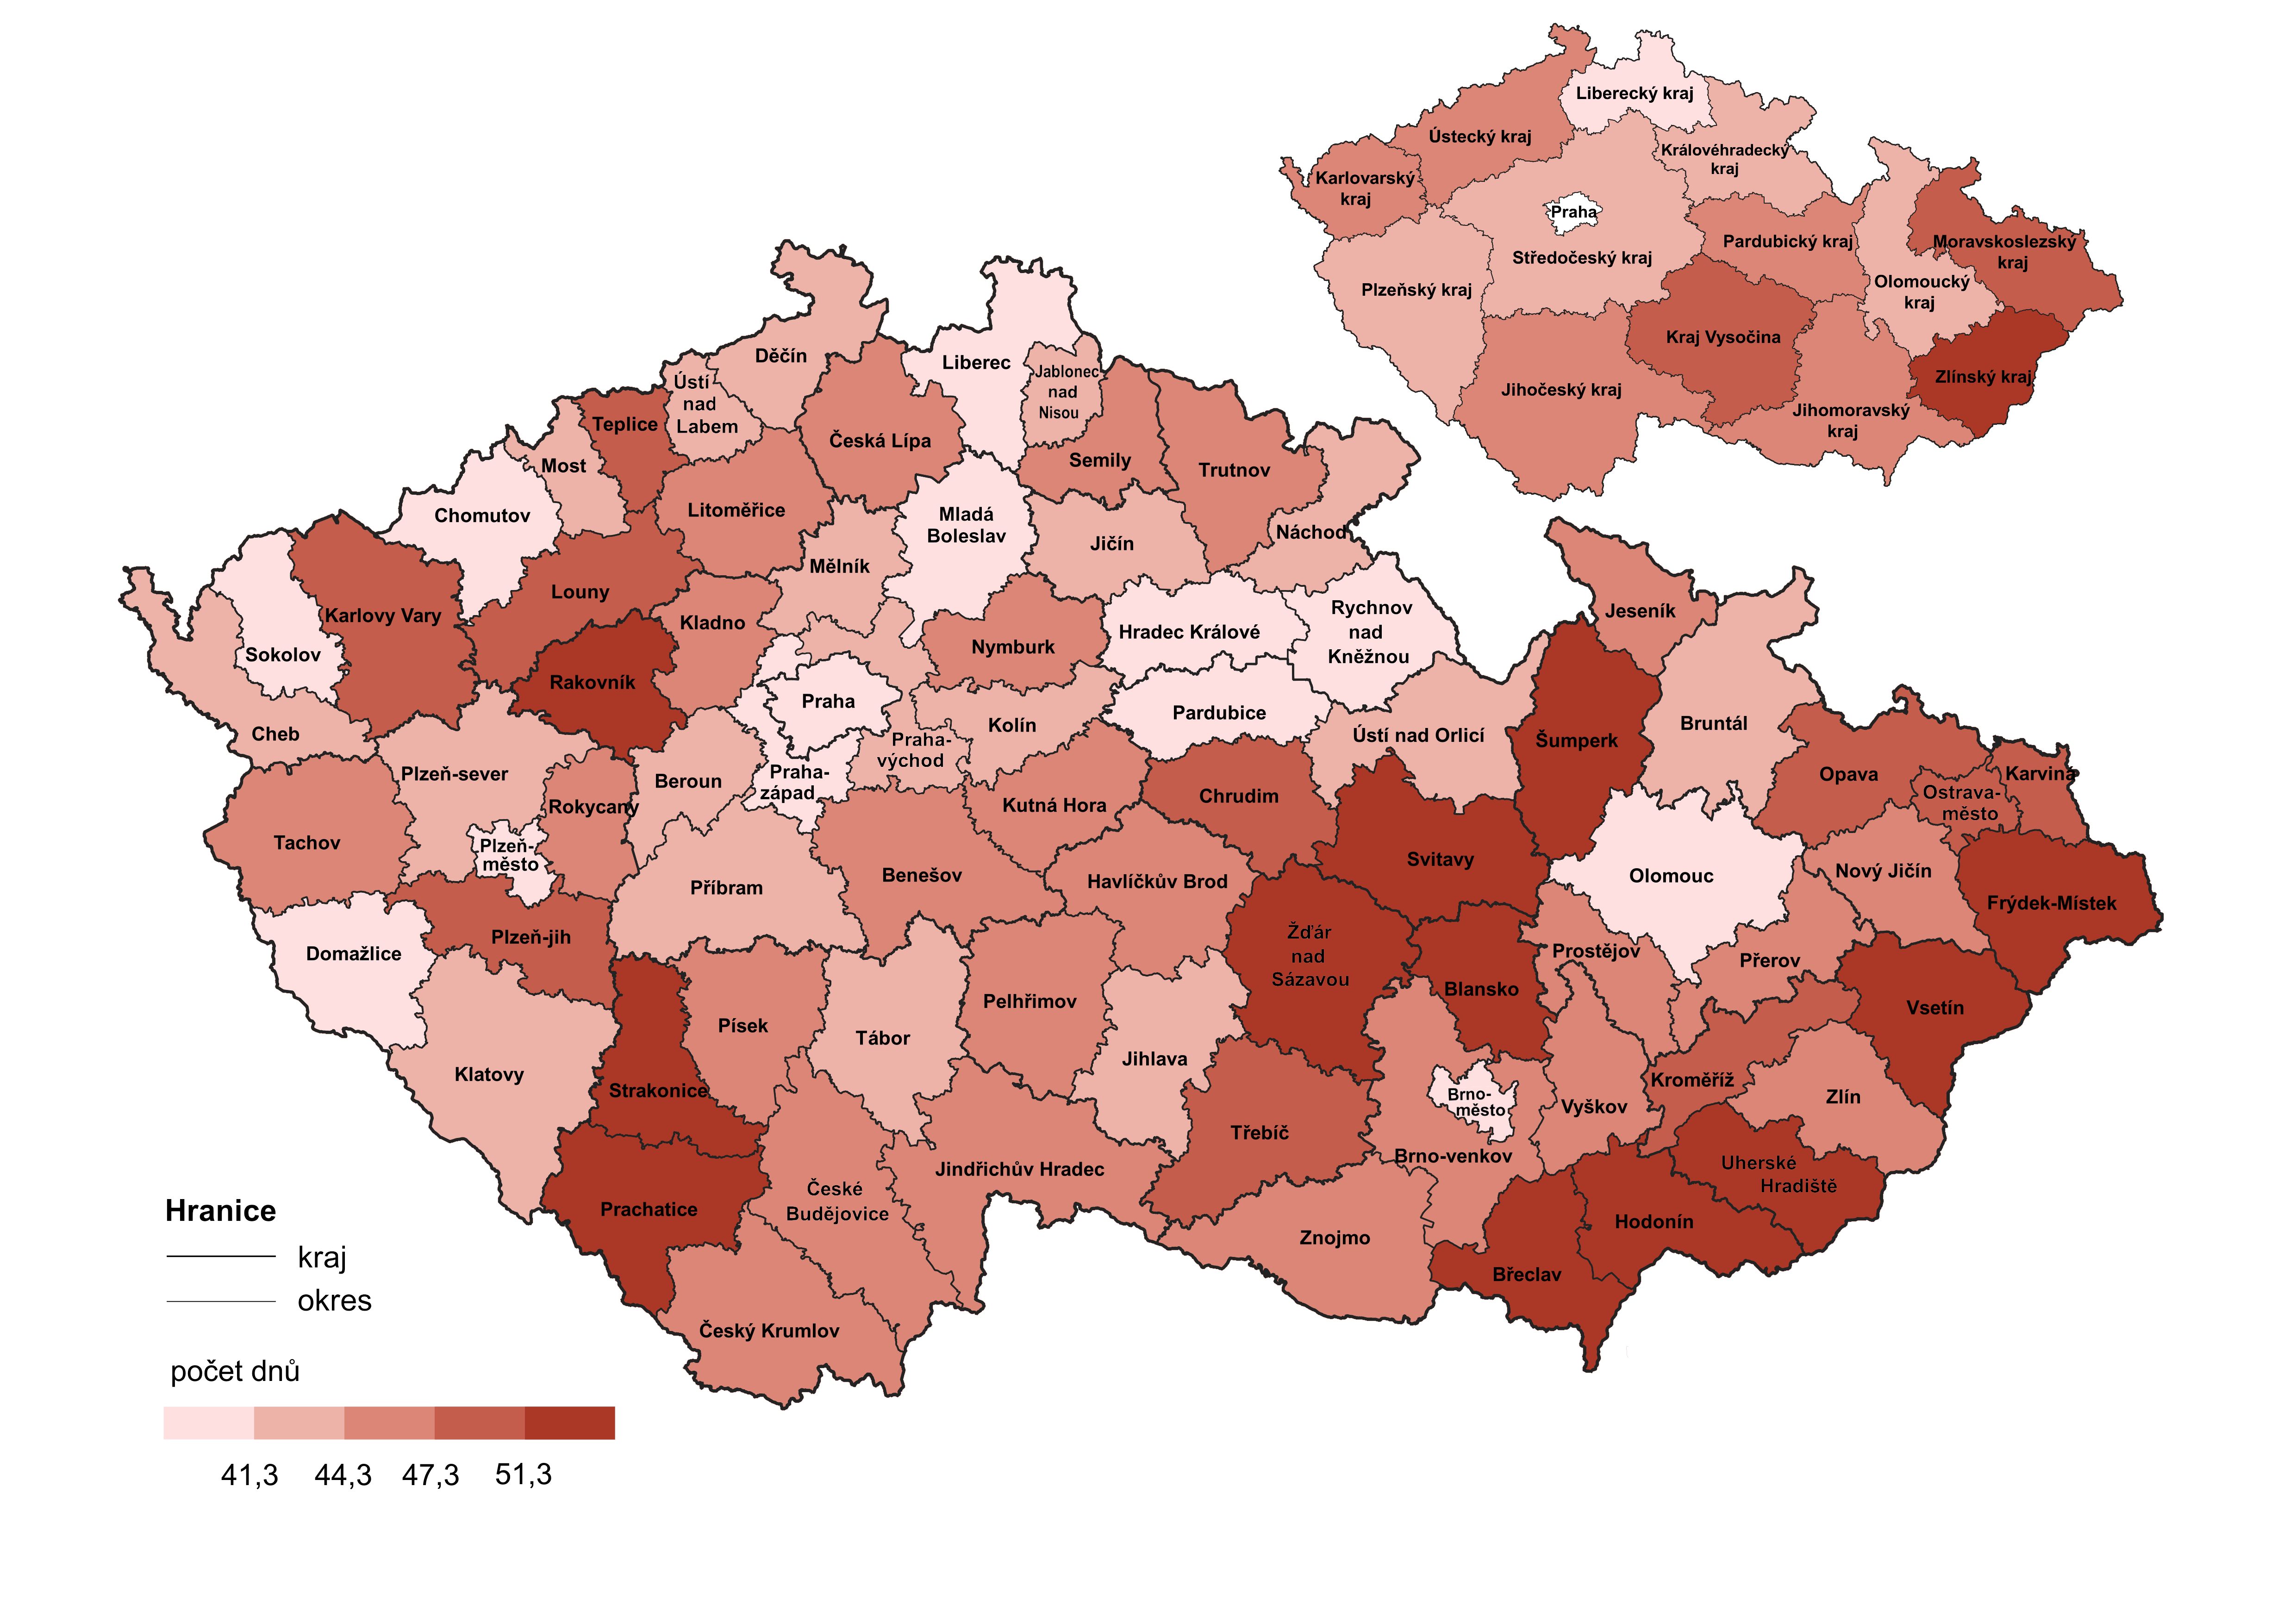 Liberecký kraj
Ústecký kraj
Královéhradecký
kraj
Karlovarský
kraj
Praha
Pardubický kraj
Moravskoslezský
kraj
Středočeský kraj
Olomoucký
kraj
Plzeňský kraj
Kraj Vysočina
Zlínský kraj
Jihočeský kraj
Jihomoravský
kraj
Děčín
Liberec
Jablonec
nad
Nisou
Ústí
nad
Labem
Teplice
Česká Lípa
Semily
Trutnov
Most
Chomutov
Litoměřice
Mladá
Boleslav
Jičín
Náchod
Mělník
Louny
Karlovy Vary
Kladno
Hradec Králové
Rychnov
nad
Kněžnou
Jeseník
Sokolov
Nymburk
Rakovník
Praha
Pardubice
Kolín
Cheb
Ústí nad Orlicí
Šumperk
Bruntál
Praha-
východ
Plzeň-sever
Beroun
Praha-
západ
Opava
Karviná
Ostrava-
město
Rokycany
Kutná Hora
Chrudim
Tachov
Plzeň-
město
Svitavy
Olomouc
Nový Jičín
Příbram
Benešov
Havlíčkův Brod
Frýdek-Místek
Plzeň-jih
Žďár
nad
Sázavou
Domažlice
Prostějov
Přerov
Blansko
Pelhřimov
Vsetín
Písek
Tábor
Jihlava
Klatovy
Strakonice
Kroměříž
Brno-
město
Vyškov
Zlín
Třebíč
Brno-venkov
Jindřichův Hradec
Uherské
Hradiště
České
Budějovice
Prachatice
Hodonín
Znojmo
Břeclav
Český Krumlov
Hranice
kraj
okres
počet dnů
41,3 44,3 47,3 51,3